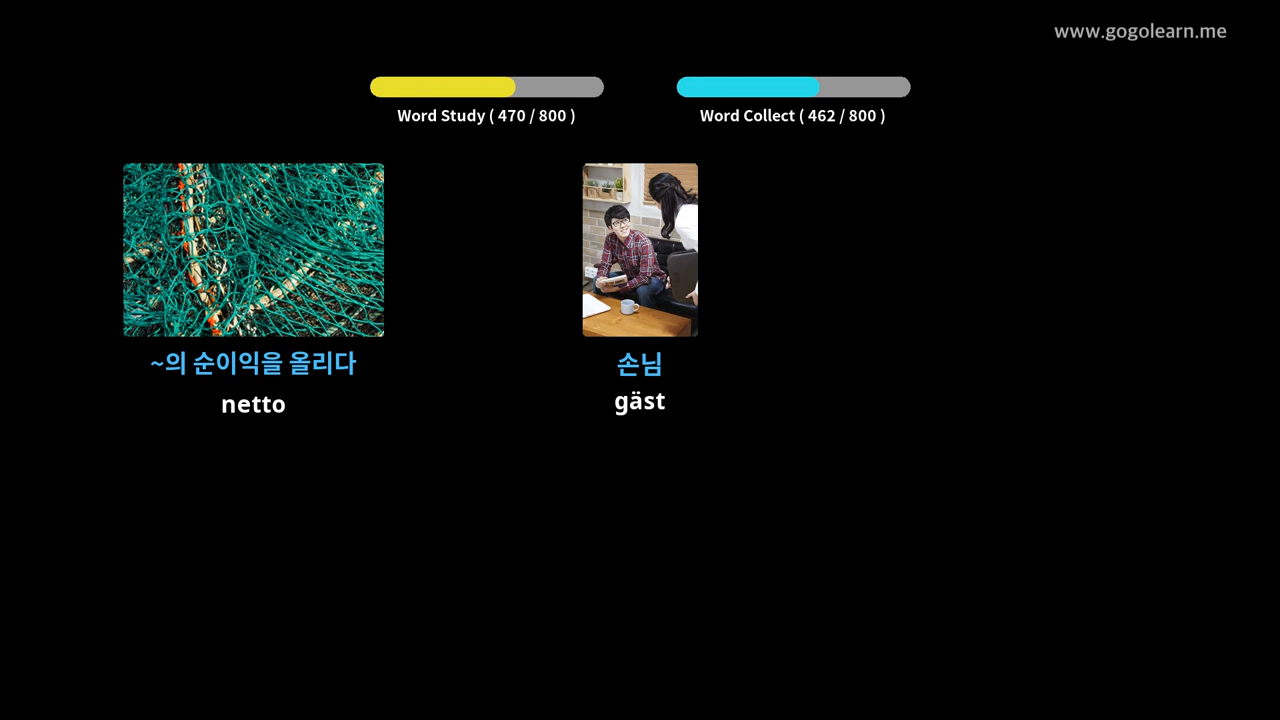 www.gogolearn.me
Word Study ( 470 / 800 )
Word Collect ( 462 / 800 )
~의 순이익을 올리다
netto
손님
gäst